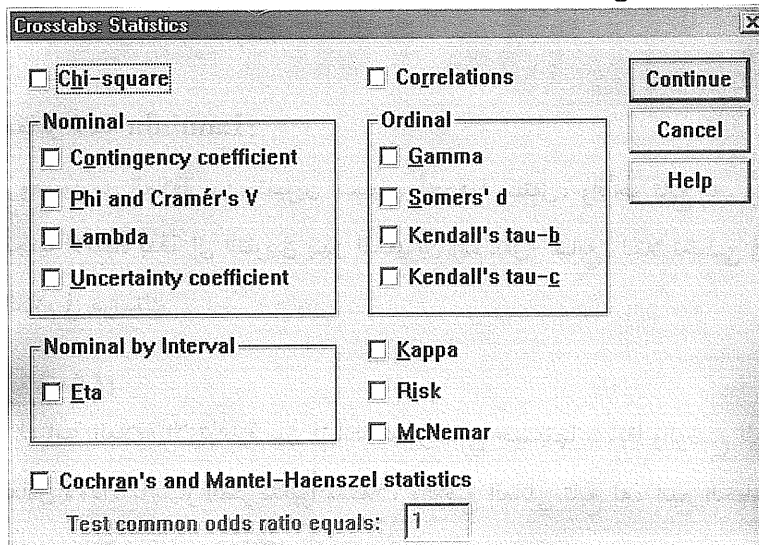 Crosstabs: Statistics
Chi-square
Correlations
Continue
Cancel
Help
Nominal
Contingency coefficient
Phi and Cramér's V
Lambda
Uncertainty coefficient
Ordinal
Gamma
Somers' d
Kendall's tau-b
Kendall's tau-c
Nominal by Interval
Eta
Kappa
Risk
McNemar
Cochran's and Mantel-Haenszel statistics
Test common odds ratio equals: 1